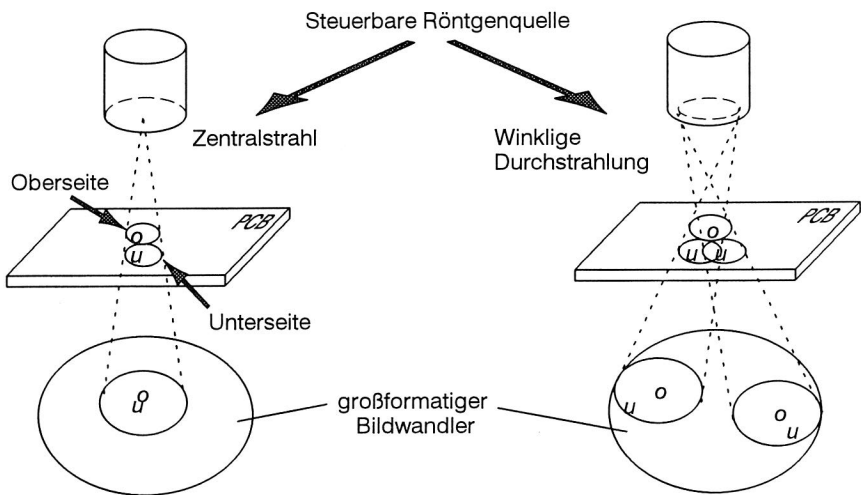 Steuerbare Röntgenquelle
Zentralstrahl
Winklige
Durchstrahlung
Oberseite
PCB
o
u
Unterseite
PCB
o
u u
o
u
großformatiger
Bildwandler
o
u
o
u